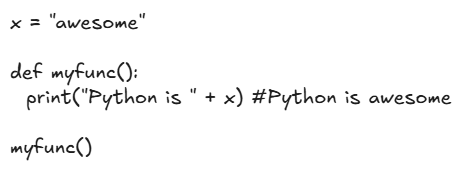 x = "awesome"
def myfunc():
print("Python is " + x) #Python is awesome
myfunc()